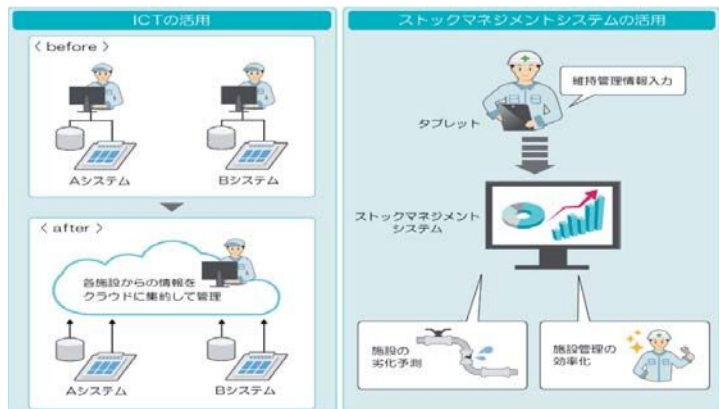 ICTの活用
〈 before 〉
Aシステム
Bシステム
〈 after 〉
各施設からの情報を
クラウドに集約して管理
Aシステム
Bシステム
ストックマネジメントシステムの活用
維持管理情報入力
タブレット
ストックマネジメント
システム
施設の
劣化予測
施設管理の
効率化